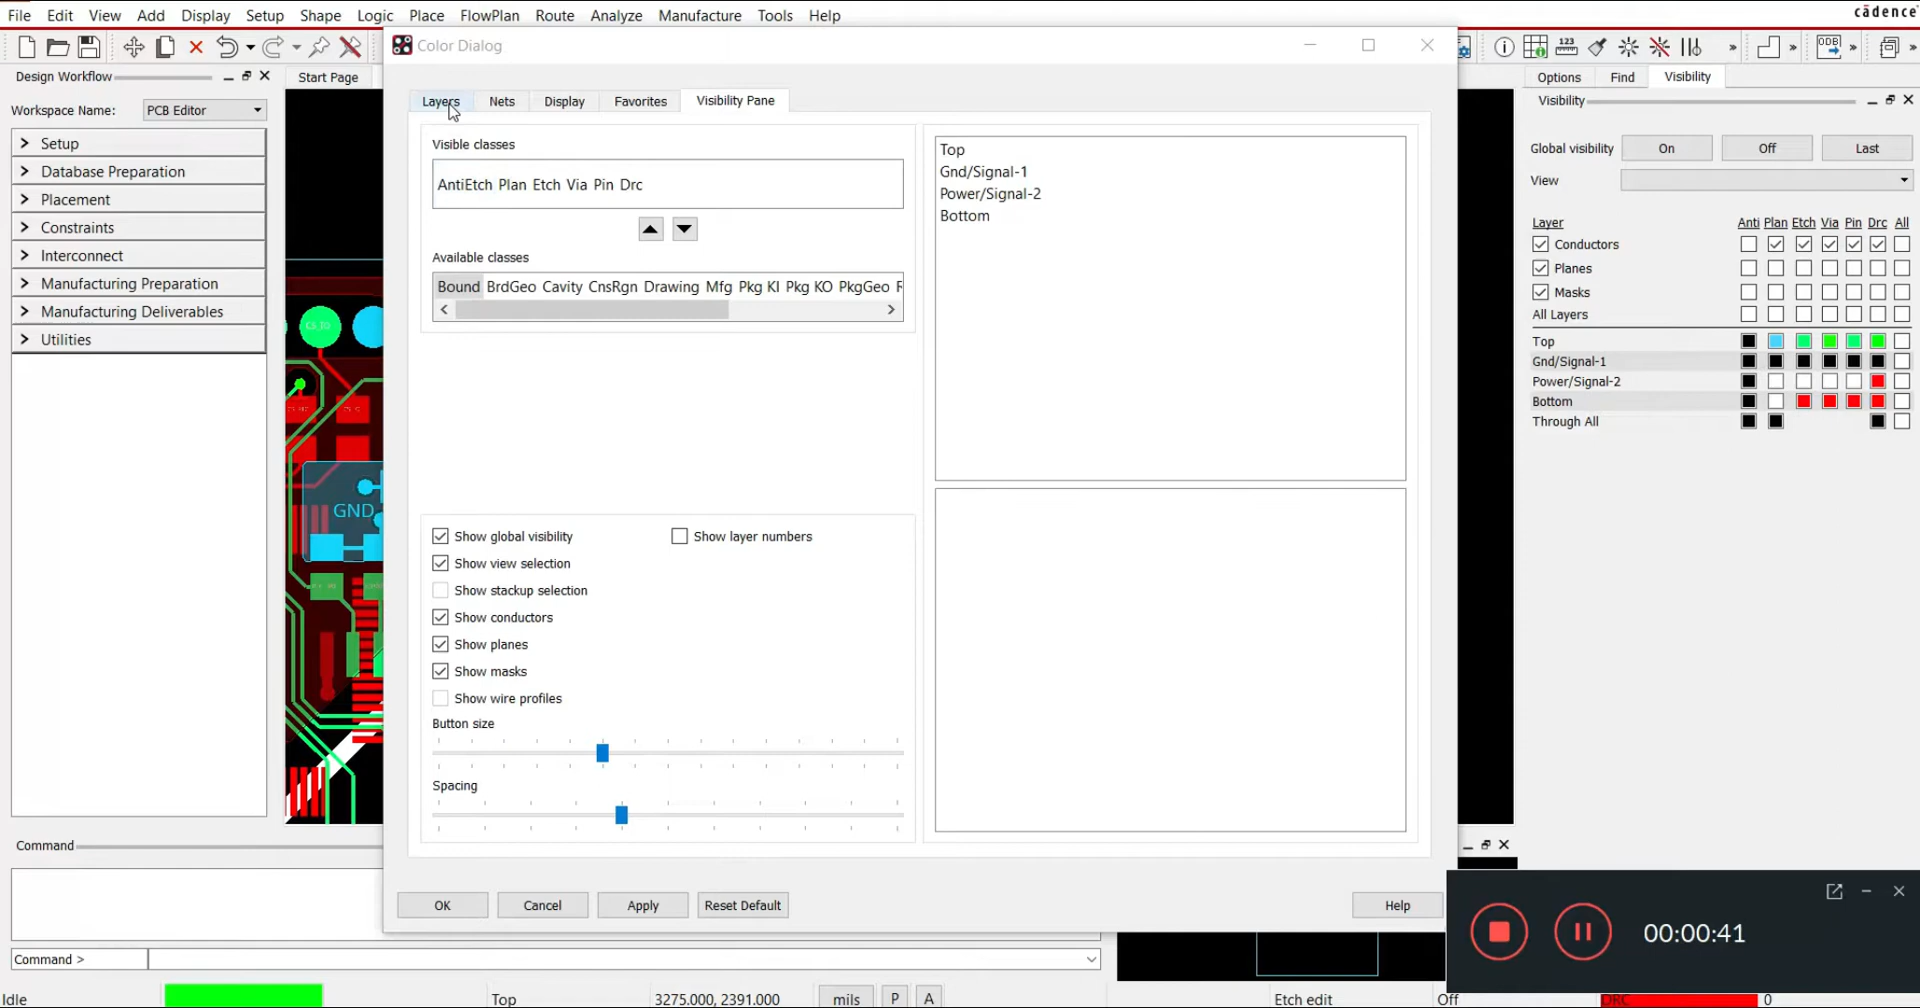 File Edit View Add Display Setup Shape Logic Place FlowPlan Route Analyze Manufacture Tools Help
cādence
Color Dialog
Design Workflow
Start Page
Options Find Visibility
Workspace Name: PCB Editor
Setup
Database Preparation
Placement
Constraints
Interconnect
Manufacturing Preparation
Manufacturing Deliverables
Utilities
GND
Layers Nets Display Favorites Visibility Pane
Visible classes
AntiEtch Plan Etch Via Pin Drc
Available classes
Bound BrdGeo Cavity CnsRgn Drawing Mfg Pkg KI Pkg KO PkgGeo
Show global visibility
Show layer numbers
Show view selection
Show stackup selection
Show conductors
Show planes
Show masks
Show wire profiles
Button size
Spacing
Top
Gnd/Signal-1
Power/Signal-2
Bottom
OK Cancel Apply Reset Default Help
Visibility
Global visibility On Off Last
View
Layer Anti Plan Etch Via Pin Drc All
Conductors
Planes
Masks
All Layers
Top
Gnd/Signal-1
Power/Signal-2
Bottom
Through All
Command
Command >
00:00:41
Idle Top 3275.000, 2391.000 mils P A Etch edit Off DRC 0